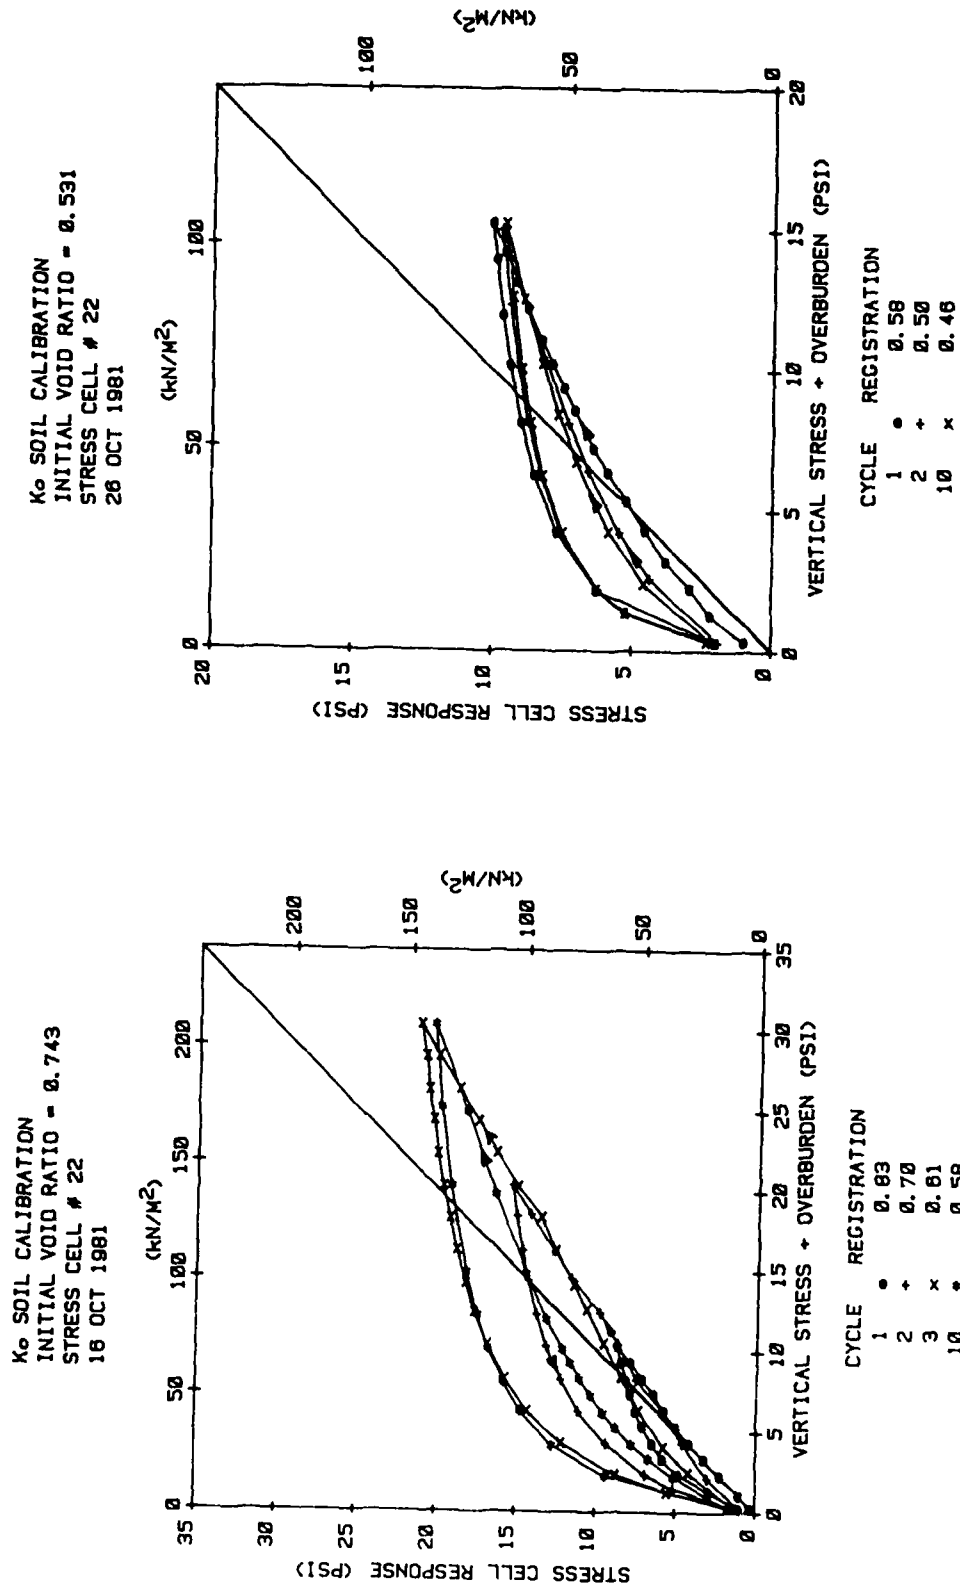 Ko SOIL CALIBRATION
INITIAL VOID RATIO = 0.743
STRESS CELL # 22
16 OCT 1981
(kN/M²)
0 50 100 150 200
35
30
25
20
15
10
5
0
STRESS CELL RESPONSE (PSI)
200
150
100
50
0
(kN/M²)
0 5 10 15 20 25 30 35
VERTICAL STRESS + OVERBURDEN (PSI)
CYCLE REGISTRATION
1 0.83
2 + 0.70
3 x 0.61
10 * 0.58
Ko SOIL CALIBRATION
INITIAL VOID RATIO = 0.531
STRESS CELL # 22
26 OCT 1981
(kN/M²)
0 50 100
20
15
10
5
0
STRESS CELL RESPONSE (PSI)
100
50
0
(kN/M²)
0 5 10 15 20
VERTICAL STRESS + OVERBURDEN (PSI)
CYCLE REGISTRATION
1 0.58
2 + 0.50
10 x 0.46